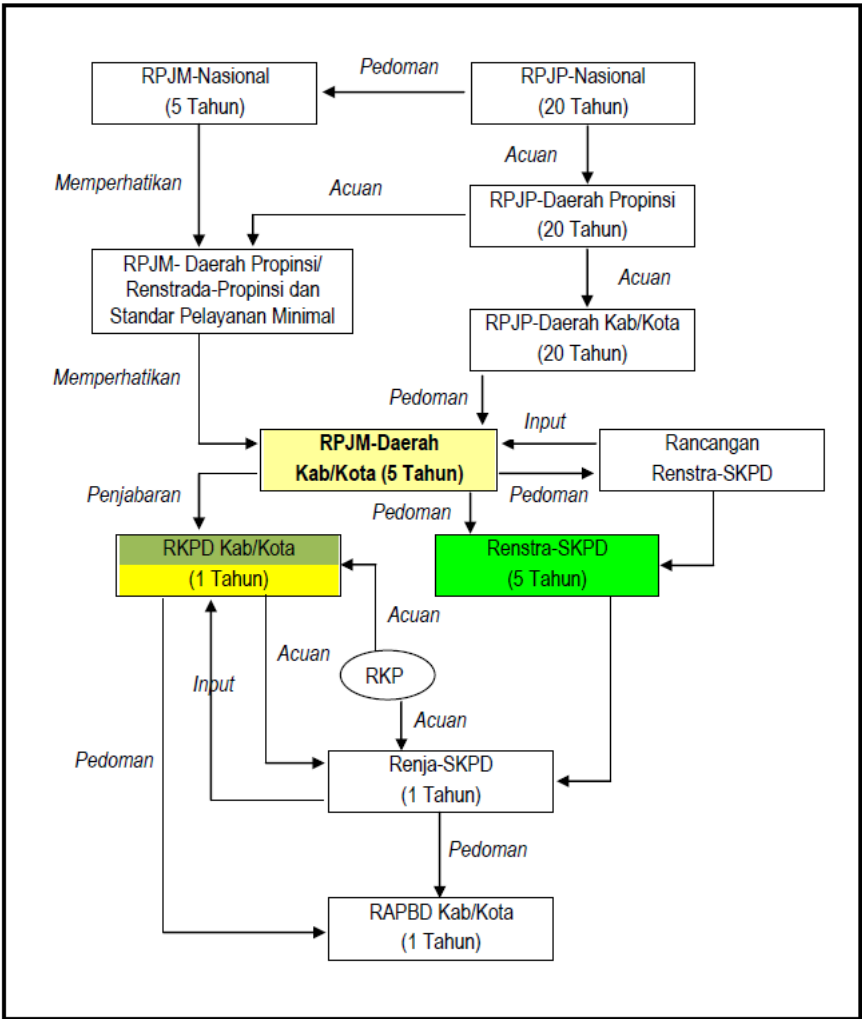 RPJM-Nasional
(5 Tahun)
Pedoman
RPJP-Nasional
(20 Tahun)
Memperhatikan
Acuan
Acuan
RPJP-Daerah Propinsi
(20 Tahun)
RPJM- Daerah Propinsi/
Renstrada-Propinsi dan
Standar Pelayanan Minimal
Acuan
RPJP-Daerah Kab/Kota
(20 Tahun)
Memperhatikan
Pedoman
Input
RPJM-Daerah
Kab/Kota (5 Tahun)
Rancangan
Renstra-SKPD
Penjabaran
Pedoman
Pedoman
RKPD Kab/Kota
(1 Tahun)
Renstra-SKPD
(5 Tahun)
Acuan
Acuan
RKP
Input
Acuan
Pedoman
Renja-SKPD
(1 Tahun)
Pedoman
RAPBD Kab/Kota
(1 Tahun)